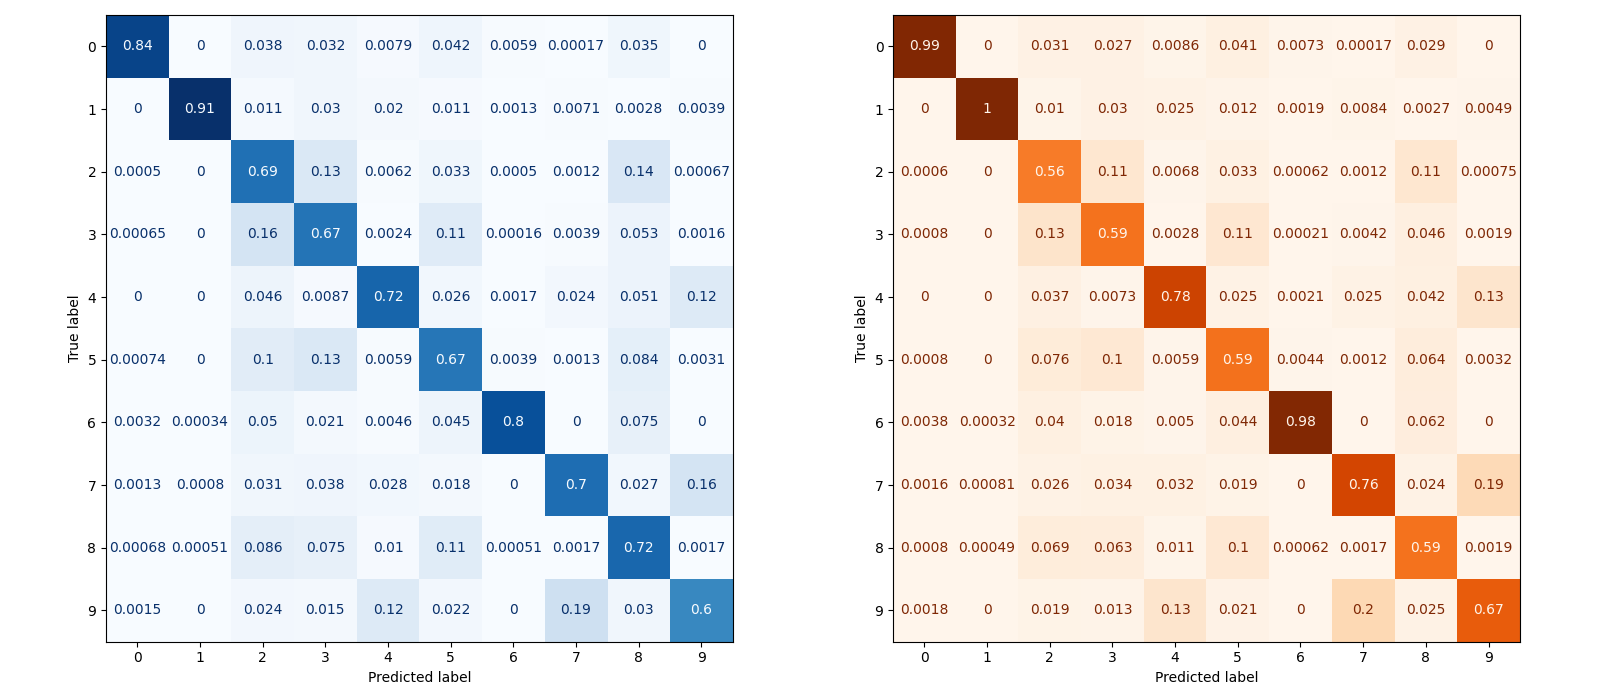 0 0.84 0 0.038 0.032 0.0079 0.042 0.0059 0.00017 0.035 0
1 0 0.91 0.011 0.03 0.02 0.011 0.0013 0.0071 0.0028 0.0039
2 0.0005 0 0.69 0.13 0.0062 0.033 0.0005 0.0012 0.14 0.00067
3 0.00065 0 0.16 0.67 0.0024 0.11 0.00016 0.0039 0.053 0.0016
4 0 0 0.046 0.0087 0.72 0.026 0.0017 0.024 0.051 0.12
True label
5 0.00074 0 0.1 0.13 0.0059 0.67 0.0039 0.0013 0.084 0.0031
6 0.0032 0.00034 0.05 0.021 0.0046 0.045 0.8 0 0.075 0
7 0.0013 0.0008 0.031 0.038 0.028 0.018 0 0.7 0.027 0.16
8 0.00068 0.00051 0.086 0.075 0.01 0.11 0.00051 0.0017 0.72 0.0017
9 0.0015 0 0.024 0.015 0.12 0.022 0 0.19 0.03 0.6
0 1 2 3 4 5 6 7 8 9
Predicted label
0 0.99 0 0.031 0.027 0.0086 0.041 0.0073 0.00017 0.029 0
1 0 1 0.01 0.03 0.025 0.012 0.0019 0.0084 0.0027 0.0049
2 0.0006 0 0.56 0.11 0.0068 0.033 0.00062 0.0012 0.11 0.00075
3 0.0008 0 0.13 0.59 0.0028 0.11 0.00021 0.0042 0.046 0.0019
4 0 0 0.037 0.0073 0.78 0.025 0.0021 0.025 0.042 0.13
True label
5 0.0008 0 0.076 0.1 0.0059 0.59 0.0044 0.0012 0.064 0.0032
6 0.0038 0.00032 0.04 0.018 0.005 0.044 0.98 0 0.062 0
7 0.0016 0.00081 0.026 0.034 0.032 0.019 0 0.76 0.024 0.19
8 0.0008 0.00049 0.069 0.063 0.011 0.1 0.00062 0.0017 0.59 0.0019
9 0.0018 0 0.019 0.013 0.13 0.021 0 0.2 0.025 0.67
0 1 2 3 4 5 6 7 8 9
Predicted label